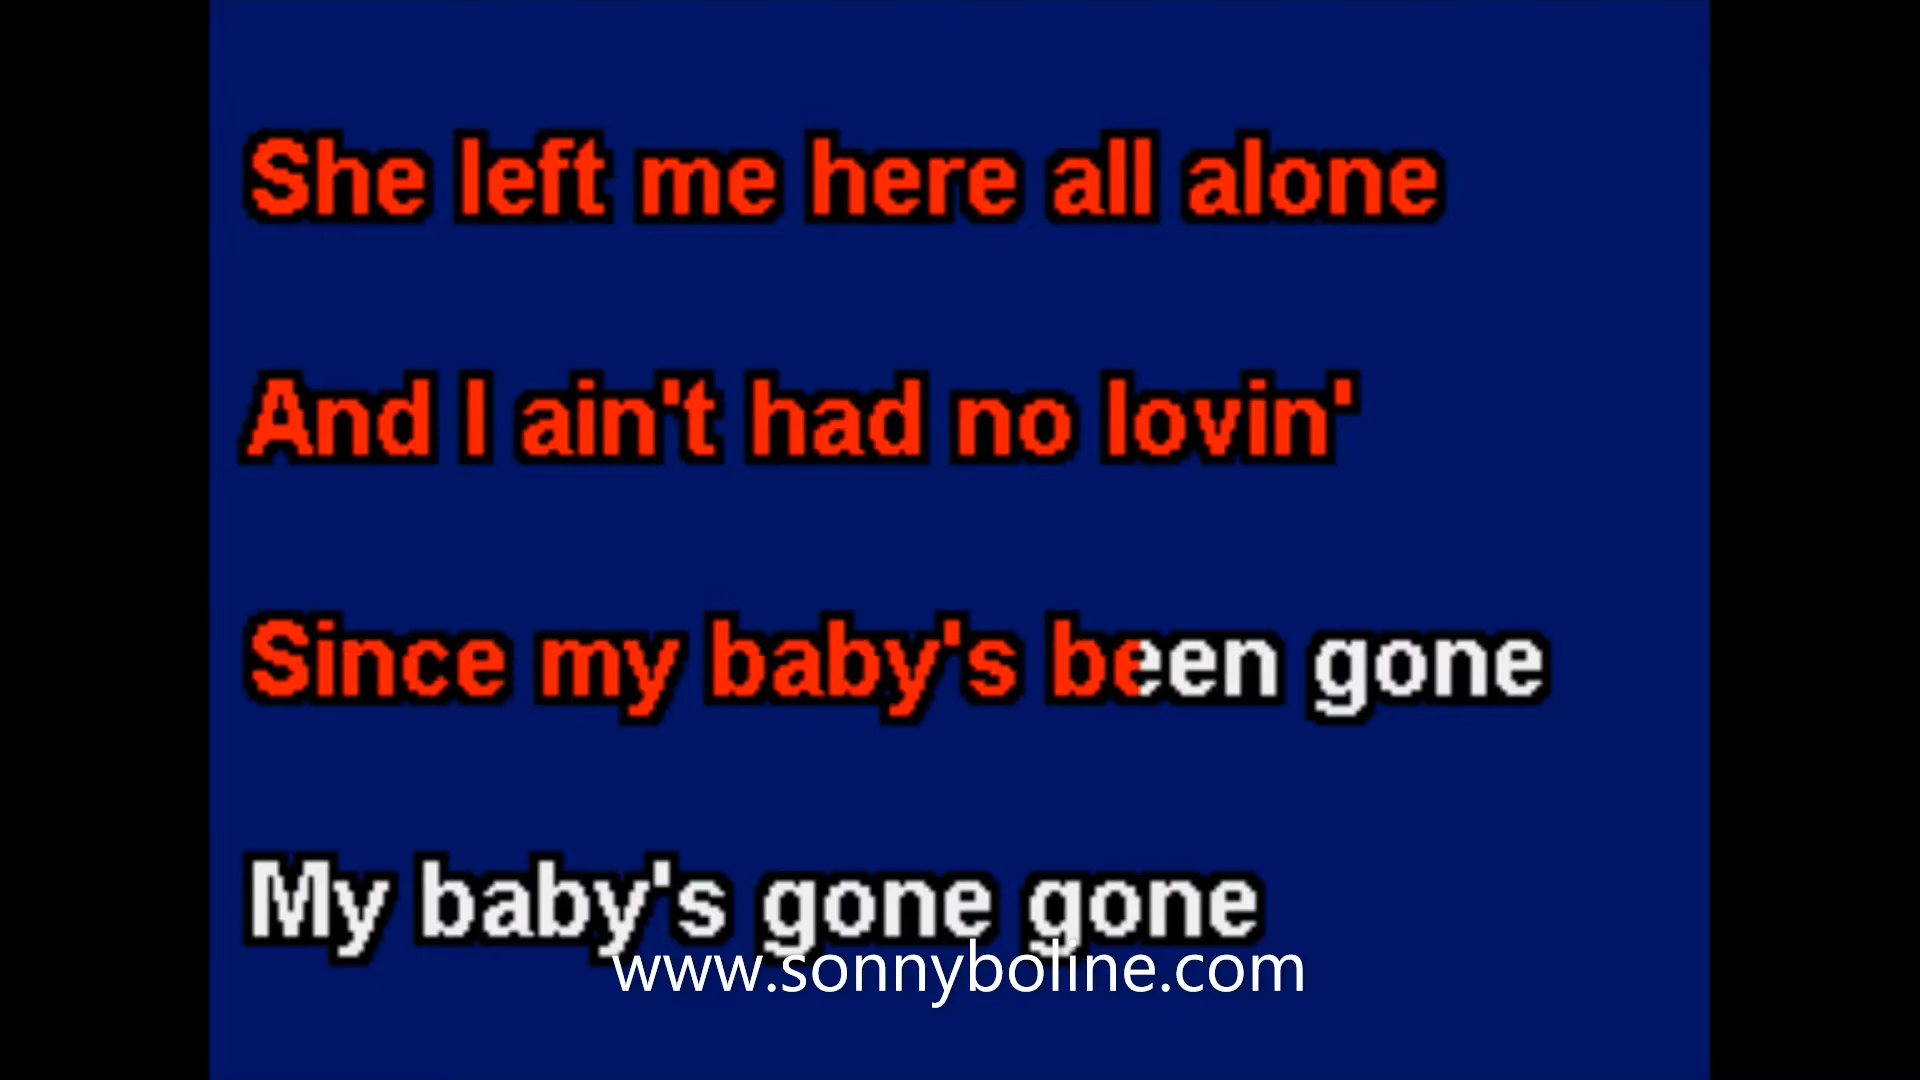 She left me here all alone
And I ain't had no lovin'
Since my baby's been gone
My baby's gone gone
www.sonnyboline.com